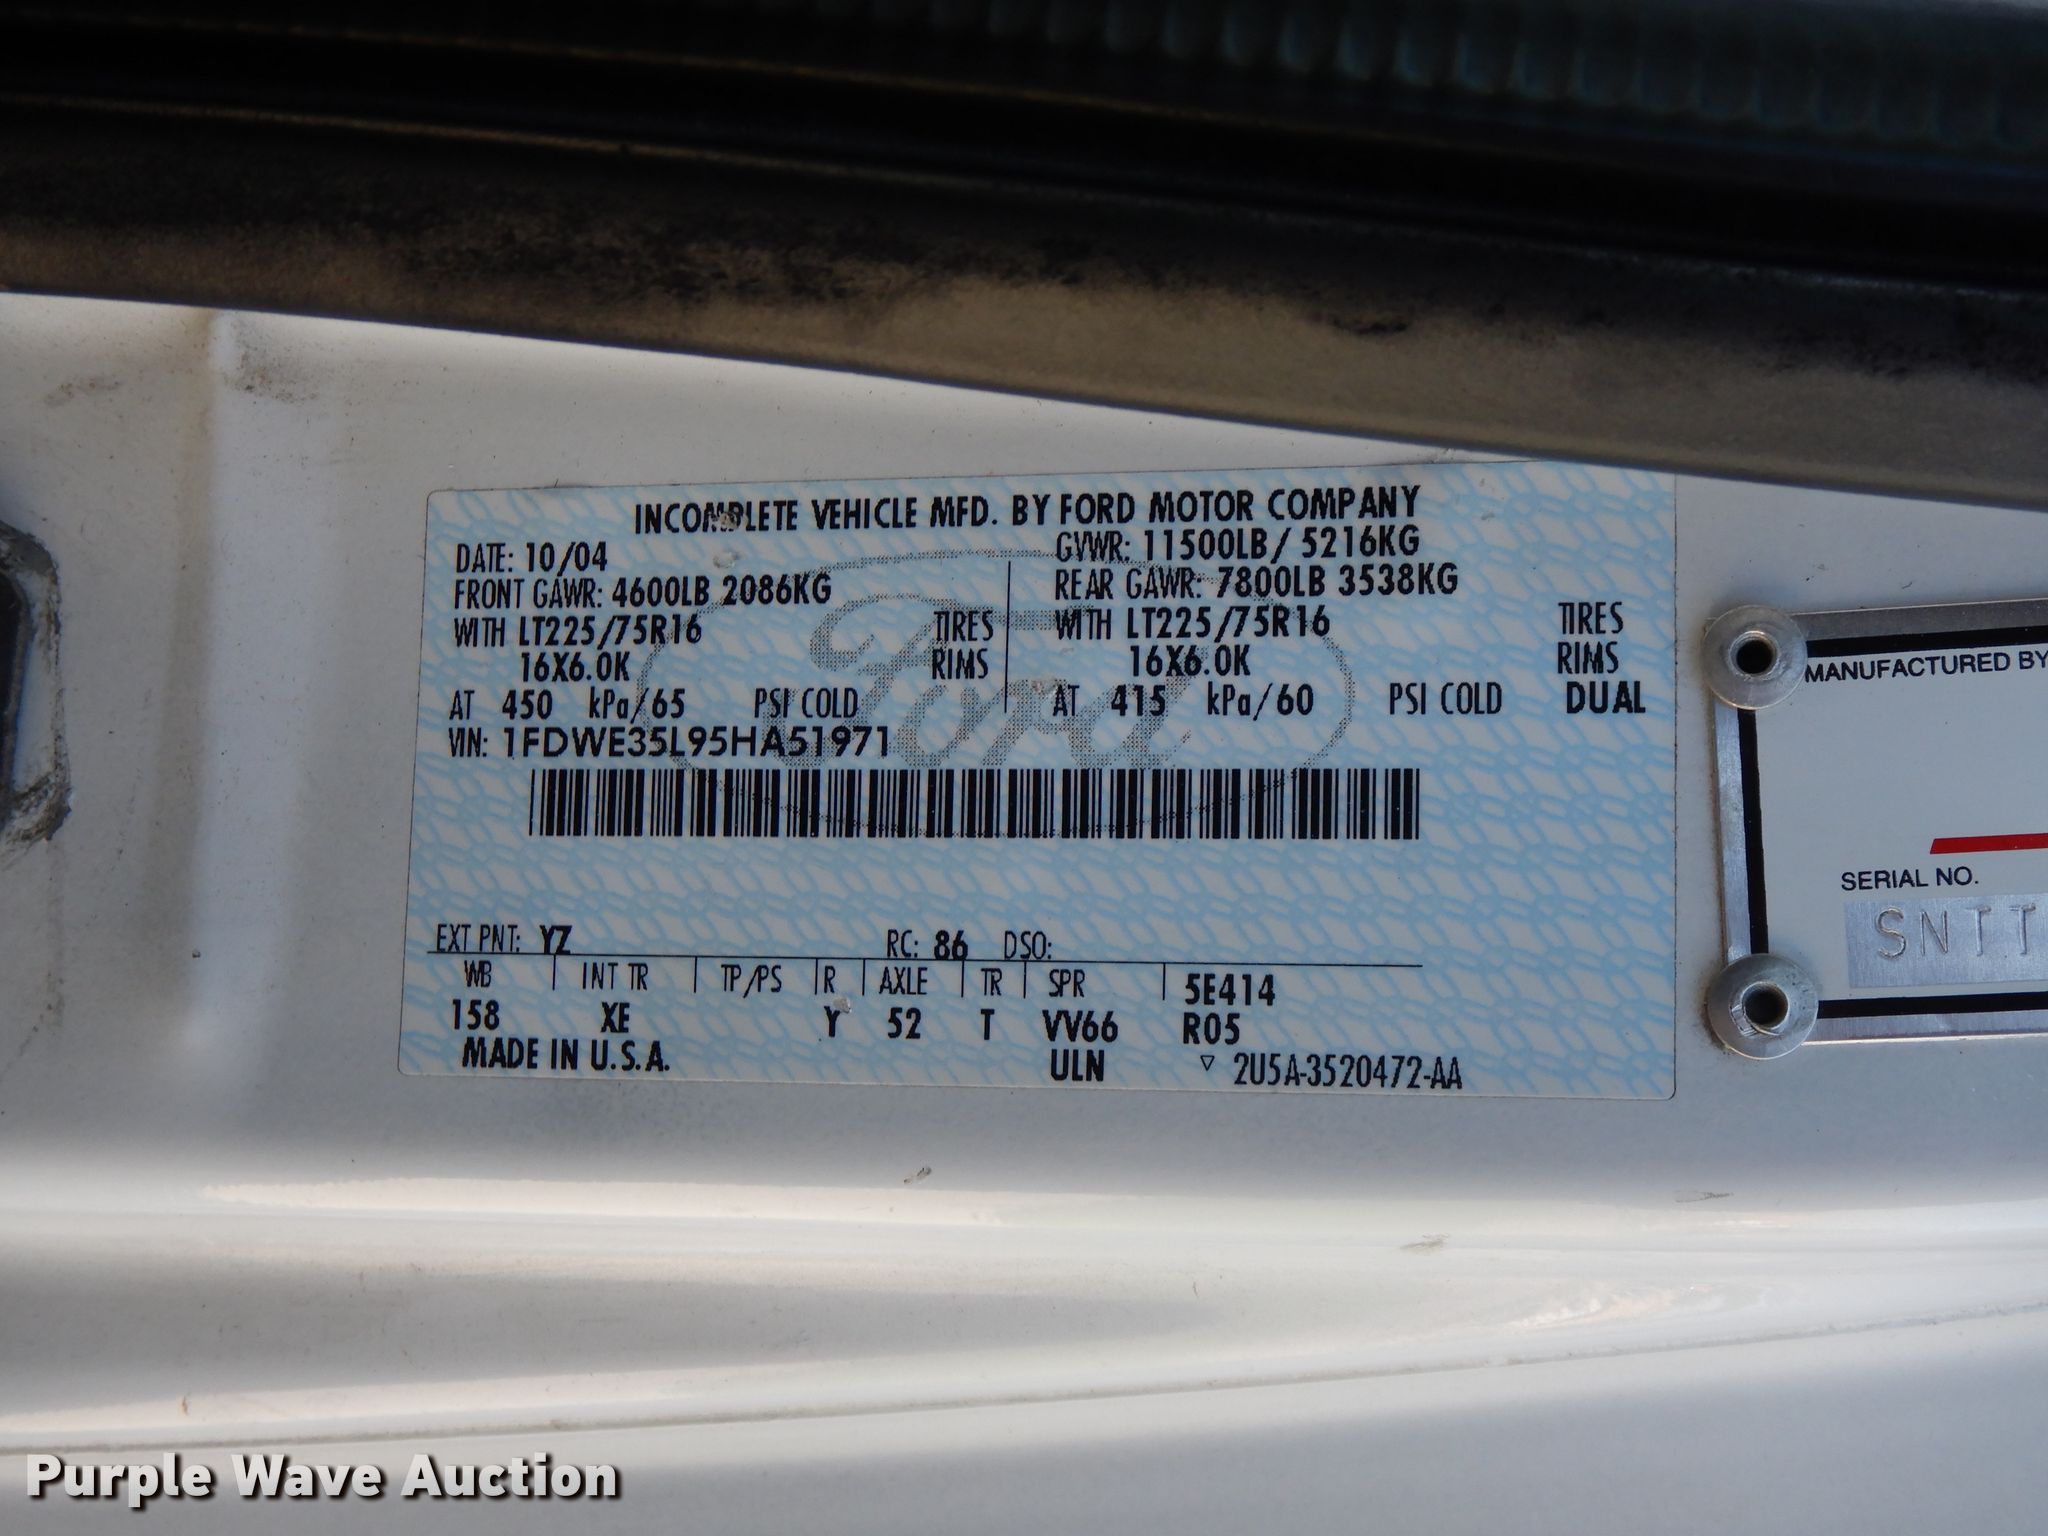 INCOMPLETE VEHICLE MFD. BY FORD MOTOR COMPANY
DATE: 10/04 GVWR: 11500LB/ 5216KG
FRONT GAWR: 4600LB 2086KG REAR GAWR: 7800LB 3538KG
WITH LT225/75R16 TIRES WITH LT225/75R16 TIRES
16X6.0K RIMS 16X6.0K RIMS
AT 450 kPa/65 PSI COLD AT 415 kPa/60 PSI COLD DUAL
VIN: 1FDWE35L95HA51971
Ford
EXT PNT: YZ RC: 86 DSO:
WB INT TR TP/PS R AXLE TR SPR 5E414
158 XE Y 52 T VV66 R05
MADE IN U.S.A. ULN ▽ 2U5A-3520472-AA
MANUFACTURED BY
SERIAL NO.
SNTT
Purple Wave Auction